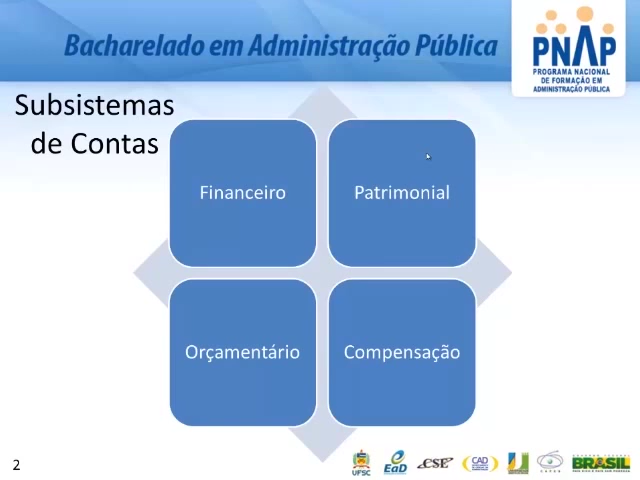 Bacharelado em Administração Pública
PNAP
PROGRAMA NACIONAL
DE FORMAÇÃO EM
ADMINISTRAÇÃO PÚBLICA
Subsistemas
de Contas
Financeiro
Patrimonial
Orçamentário
Compensação
2
UFSC
EaD
CSE
CAD
CAPES
BRASIL